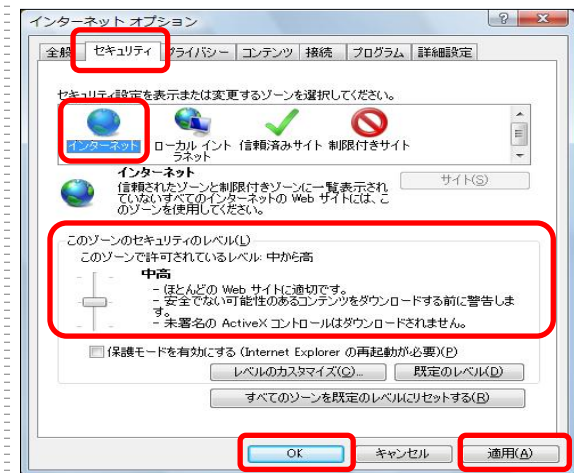 インターネット オプション
全般 セキュリティ プライバシー コンテンツ 接続 プログラム 詳細設定
セキュリティ設定を表示または変更するゾーンを選択してください。
インターネット ローカル イント 信頼済みサイト 制限付きサイト
ラネット
インターネット
サイト(S)
信頼されたゾーンと制限付きゾーンに一覧表示され
ていないすべてのインターネットの Web サイトには、こ
のゾーンを使用してください。
このゾーンのセキュリティのレベル(L)
このゾーンで許可されているレベル: 中から高
中高
- ほとんどの Web サイトに適切です。
- 安全でない可能性のあるコンテンツをダウンロードする前に警告しま
す。
- 未署名の ActiveX コントロールはダウンロードされません。
保護モードを有効にする (Internet Explorer の再起動が必要)(P)
レベルのカスタマイズ(C)... 既定のレベル(D)
すべてのゾーンを既定のレベルにリセットする(R)
OK キャンセル 適用(A)